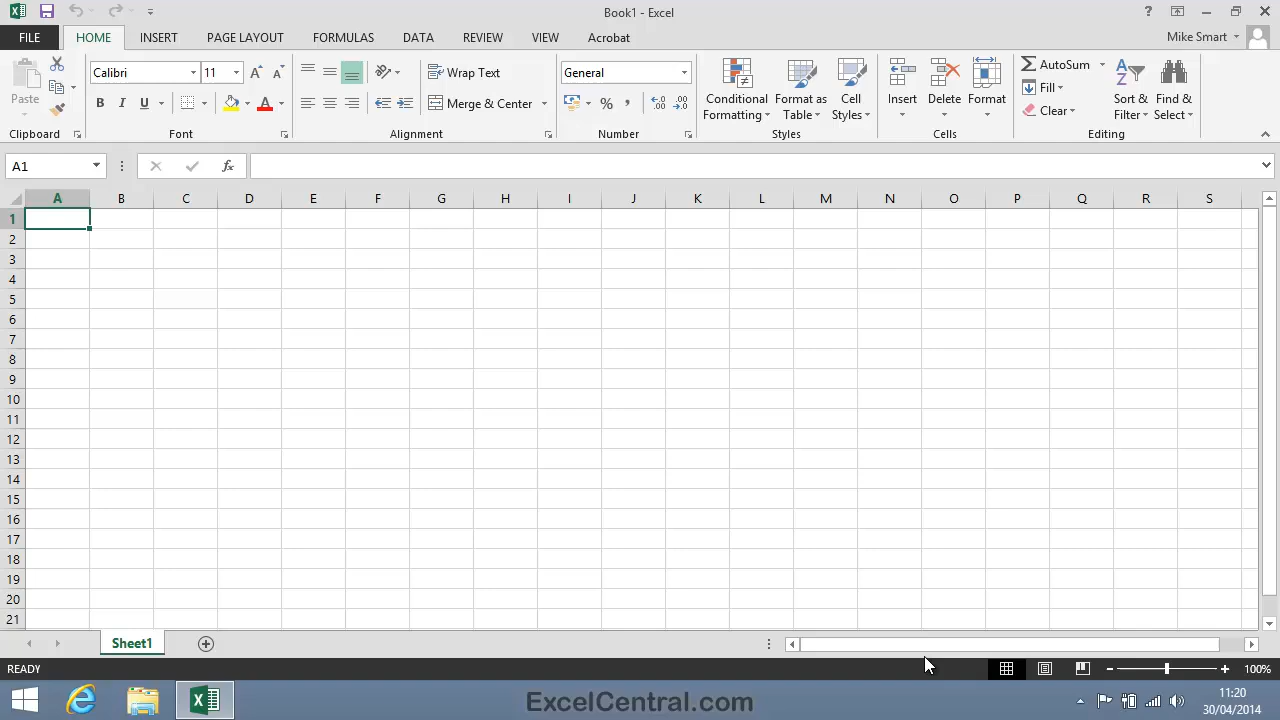 Book1 - Excel
?
FILE HOME INSERT PAGE LAYOUT FORMULAS DATA REVIEW VIEW Acrobat Mike Smart
Paste Calibri 11 A A Wrap Text General Conditional Formatting Format as Table Cell Styles Insert Delete Format AutoSum Fill Clear Sort & Filter Find & Select
B I U A Merge & Center % ,
Clipboard Font Alignment Number Styles Cells Editing
A1 fx
A B C D E F G H I J K L M N O P Q R S
1
2
3
4
5
6
7
8
9
10
11
12
13
14
15
16
17
18
19
20
21
Sheet1
READY 100%
ExcelCentral.com 11:20
30/04/2014